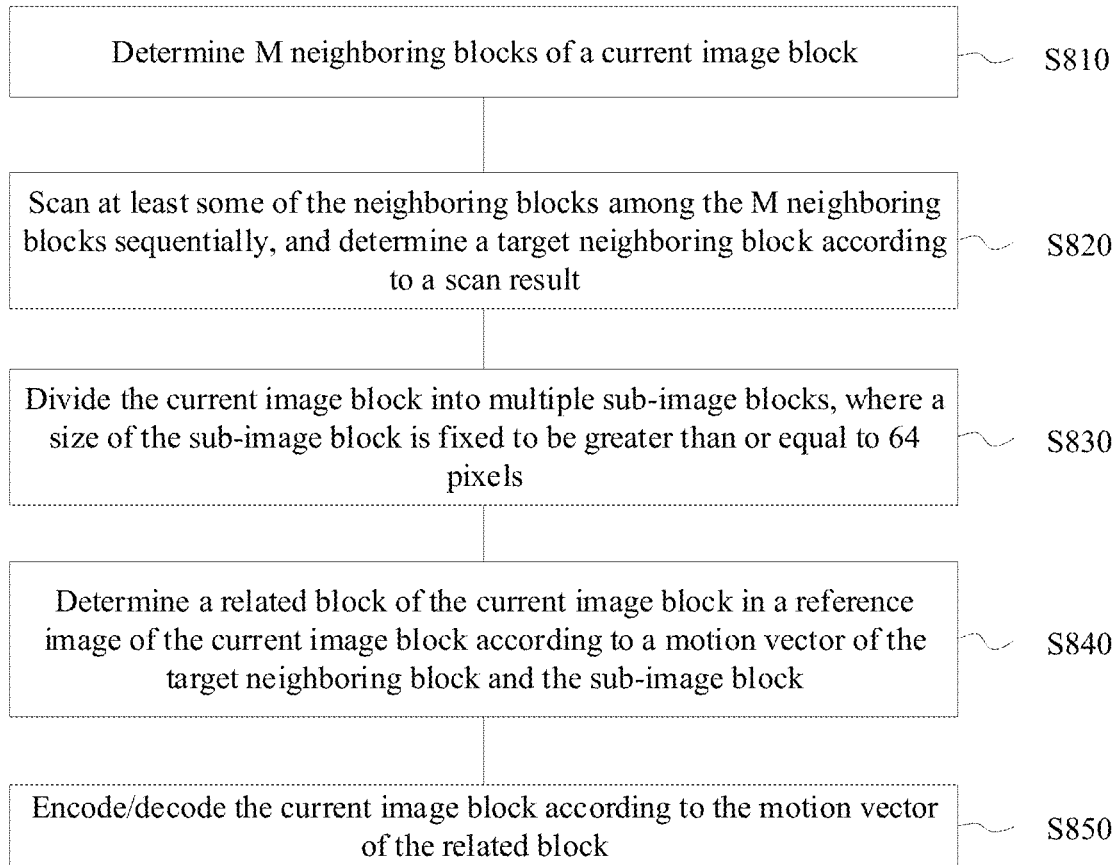 Determine M neighboring blocks of a current image block
S810
Scan at least some of the neighboring blocks among the M neighboring
blocks sequentially, and determine a target neighboring block according
to a scan result
S820
Divide the current image block into multiple sub-image blocks, where a
size of the sub-image block is fixed to be greater than or equal to 64
pixels
S830
Determine a related block of the current image block in a reference
image of the current image block according to a motion vector of the
target neighboring block and the sub-image block
S840
Encode/decode the current image block according to the motion vector
of the related block
S850